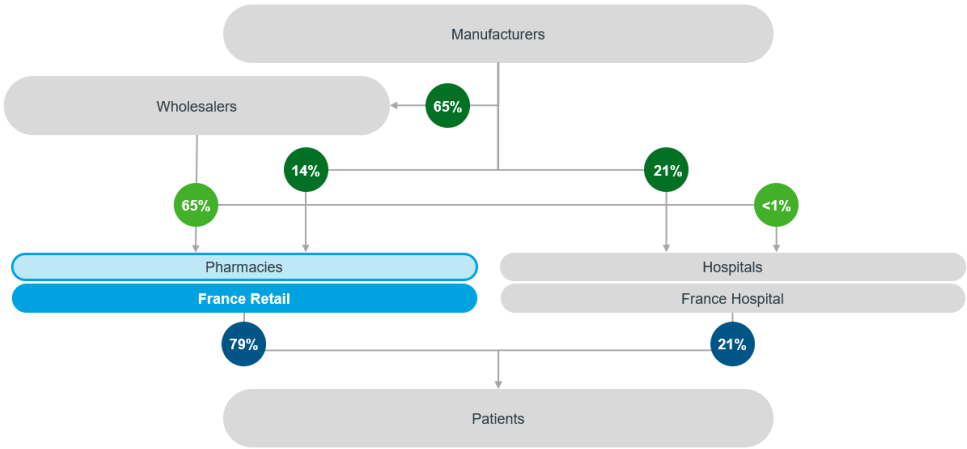 Manufacturers
Wholesalers
65%
14%
21%
65%
<1%
Pharmacies
Hospitals
France Retail
France Hospital
79%
21%
Patients